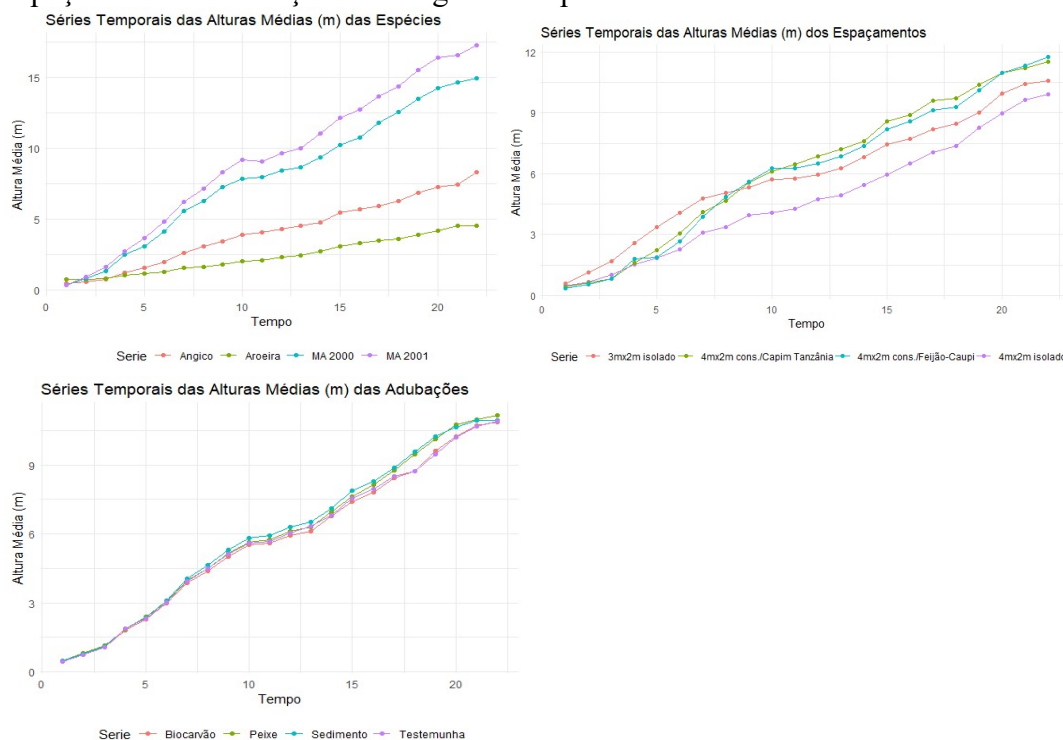 Séries Temporais das Alturas Médias (m) das Espécies
15
10
5
0
Altura Média (m)
0 5 10 15 20
Tempo
Serie Angico Aroeira MA 2000 MA 2001
Séries Temporais das Alturas Médias (m) dos Espaçamentos
12
9
6
3
0
Altura Média (m)
0 5 10 15 20
Tempo
Serie 3mx2m isolado 4mx2m cons./Capim Tanzânia 4mx2m cons./Feijão-Caupi 4mx2m isolado
Séries Temporais das Alturas Médias (m) das Adubações
9
6
3
0
Altura Média (m)
0 5 10 15 20
Tempo
Serie Biocarvão Peixe Sedimento Testemunha